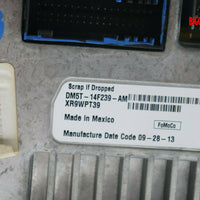 Scrap if Dropped
DM5T-14F239-AM
XR9WPT39
Made in Mexico
FoMoCo
Manufacture Date Code 09-28-13